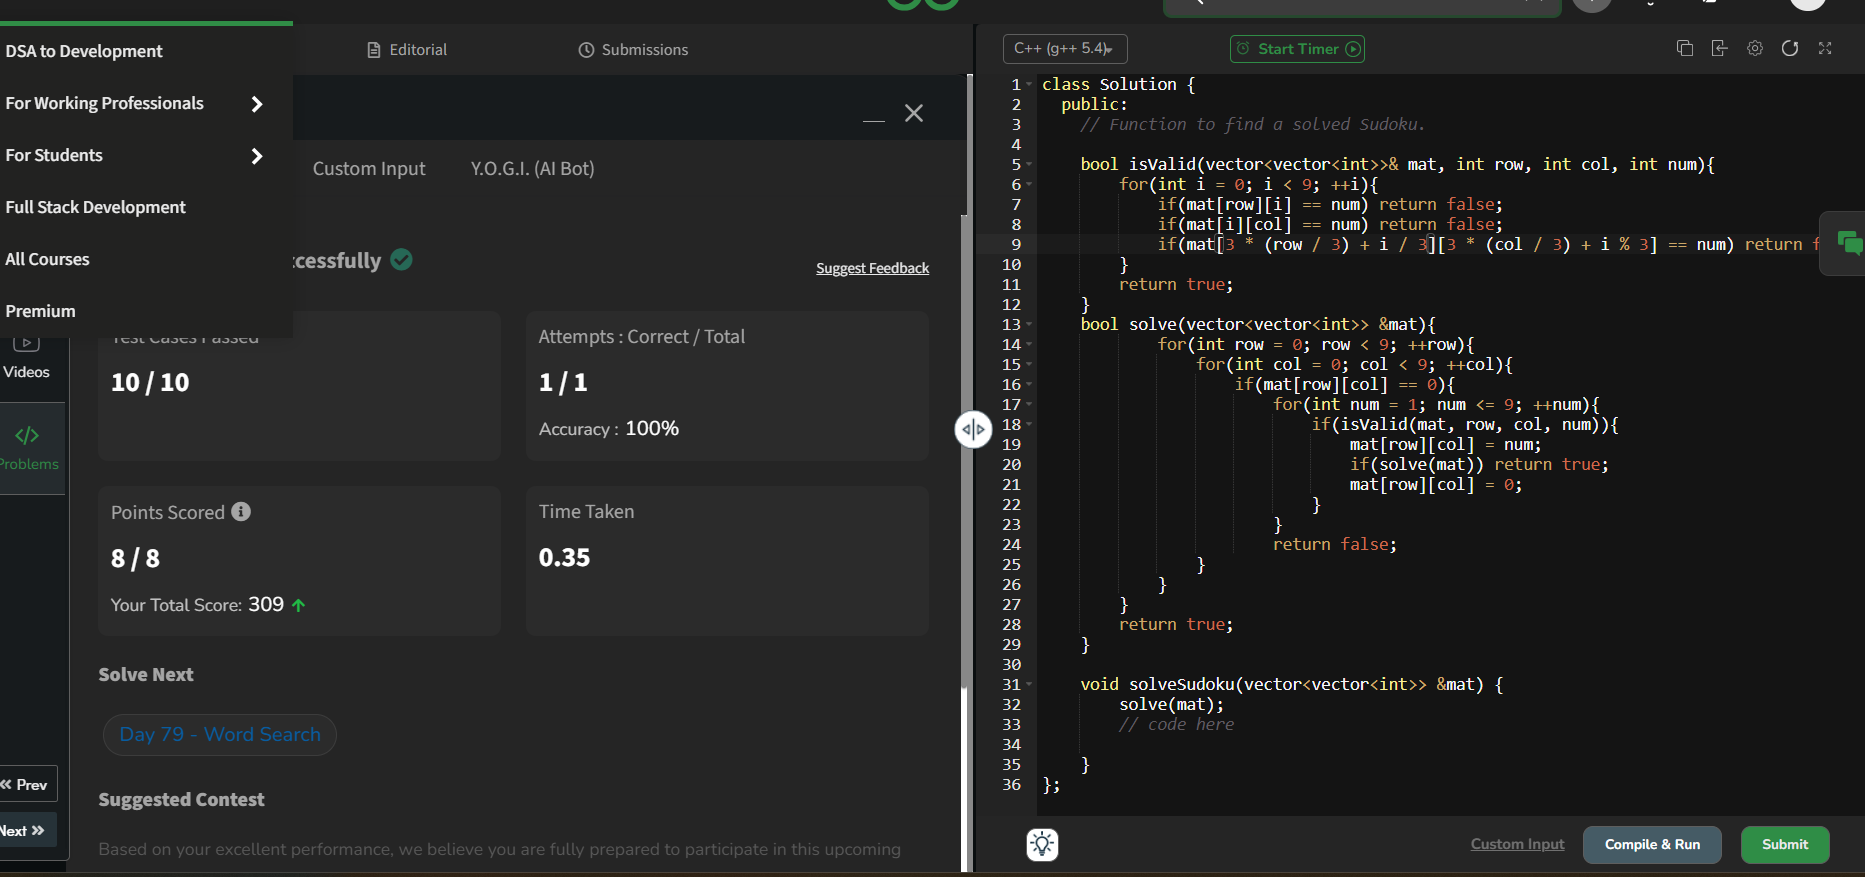 DSA to Development
For Working Professionals
For Students
Full Stack Development
All Courses
Premium
Videos
Problems
Prev
Next
Editorial
Submissions
Custom Input
Y.O.G.I. (AI Bot)
ccessfully
Suggest Feedback
Test Cases Passed
10 / 10
Attempts : Correct / Total
1 / 1
Accuracy : 100%
Points Scored
8 / 8
Your Total Score: 309
Time Taken
0.35
Solve Next
Day 79 - Word Search
Suggested Contest
Based on your excellent performance, we believe you are fully prepared to participate in this upcoming
C++ (g++ 5.4)
Start Timer
1 class Solution {
2   public:
3     // Function to find a solved Sudoku.
4
5     bool isValid(vector<vector<int>>& mat, int row, int col, int num){
6         for(int i = 0; i < 9; ++i){
7             if(mat[row][i] == num) return false;
8             if(mat[i][col] == num) return false;
9             if(mat[3 * (row / 3) + i / 3][3 * (col / 3) + i % 3] == num) return f
10         }
11         return true;
12     }
13     bool solve(vector<vector<int>> &mat){
14             for(int row = 0; row < 9; ++row){
15                 for(int col = 0; col < 9; ++col){
16                     if(mat[row][col] == 0){
17                         for(int num = 1; num <= 9; ++num){
18                             if(isValid(mat, row, col, num)){
19                                 mat[row][col] = num;
20                                 if(solve(mat)) return true;
21                                 mat[row][col] = 0;
22                             }
23                         }
24                         return false;
25                 }
26             }
27         }
28         return true;
29     }
30
31     void solveSudoku(vector<vector<int>> &mat) {
32         solve(mat);
33         // code here
34
35     }
36 };
Custom Input
Compile & Run
Submit